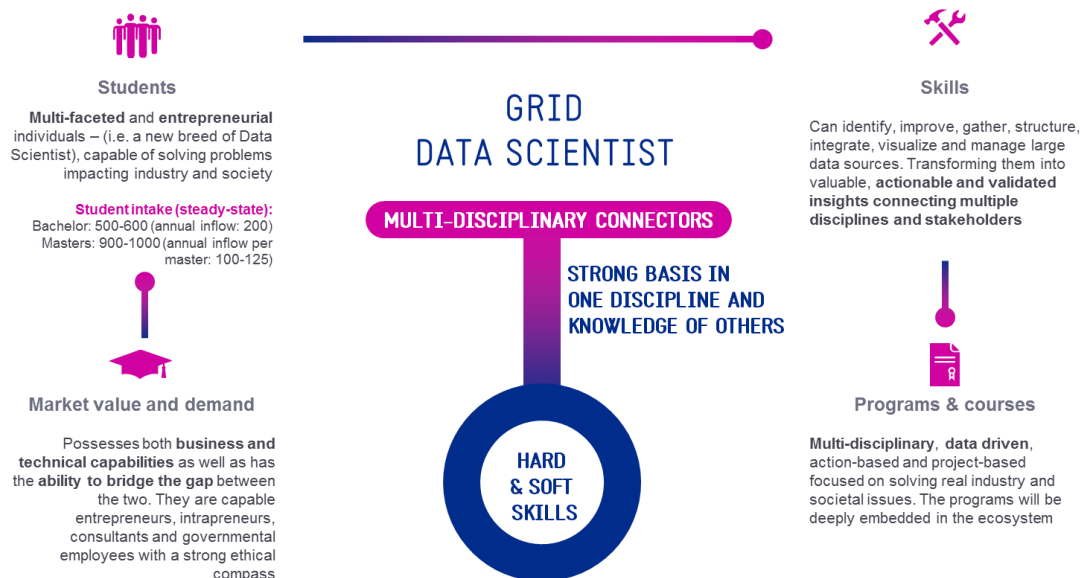 Students
Multi-faceted and entrepreneurial
individuals – (i.e. a new breed of Data
Scientist), capable of solving problems
impacting industry and society
Student intake (steady-state):
Bachelor: 500-600 (annual inflow: 200)
Masters: 900-1000 (annual inflow per
master: 100-125)
Market value and demand
Possesses both business and
technical capabilities as well as has
the ability to bridge the gap between
the two. They are capable
entrepreneurs, intrapreneurs,
consultants and governmental
employees with a strong ethical
compass
GRID
DATA SCIENTIST
MULTI-DISCIPLINARY CONNECTORS
STRONG BASIS IN
ONE DISCIPLINE AND
KNOWLEDGE OF OTHERS
HARD
& SOFT
SKILLS
Skills
Can identify, improve, gather, structure,
integrate, visualize and manage large
data sources. Transforming them into
valuable, actionable and validated
insights connecting multiple
disciplines and stakeholders
Programs & courses
Multi-disciplinary, data driven,
action-based and project-based
focused on solving real industry and
societal issues. The programs will be
deeply embedded in the ecosystem